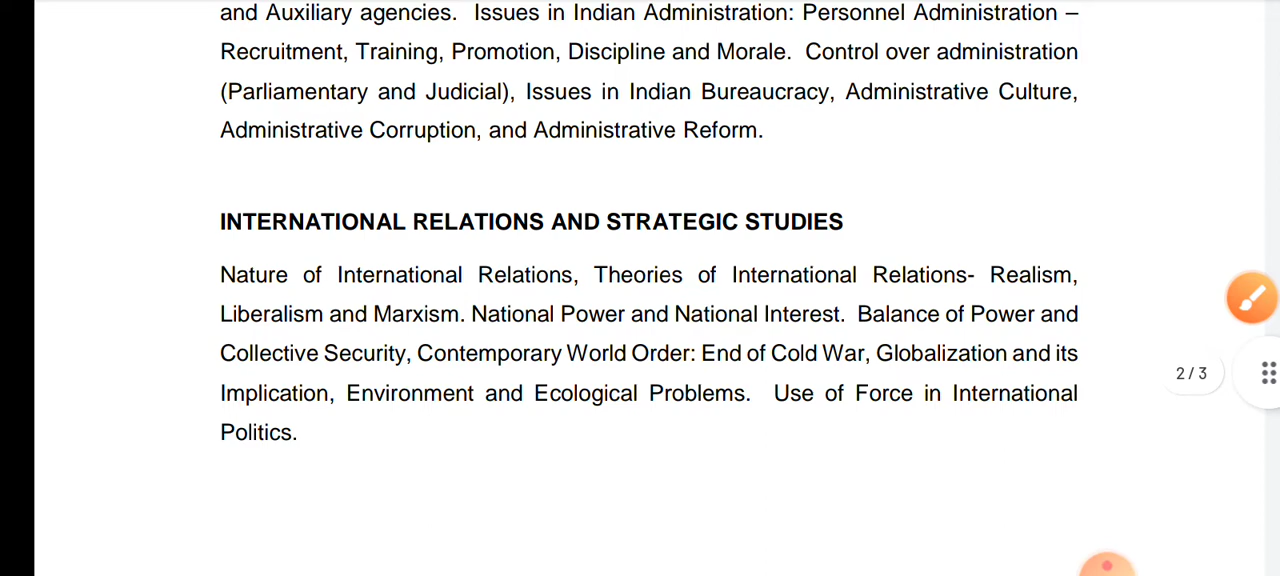 and Auxiliary agencies.  Issues in Indian Administration: Personnel Administration –
Recruitment, Training, Promotion, Discipline and Morale.  Control over administration
(Parliamentary and Judicial), Issues in Indian Bureaucracy, Administrative Culture,
Administrative Corruption, and Administrative Reform.
INTERNATIONAL RELATIONS AND STRATEGIC STUDIES
Nature of International Relations, Theories of International Relations- Realism,
Liberalism and Marxism. National Power and National Interest.  Balance of Power and
Collective Security, Contemporary World Order: End of Cold War, Globalization and its
Implication, Environment and Ecological Problems.  Use of Force in International
Politics.
2 / 3